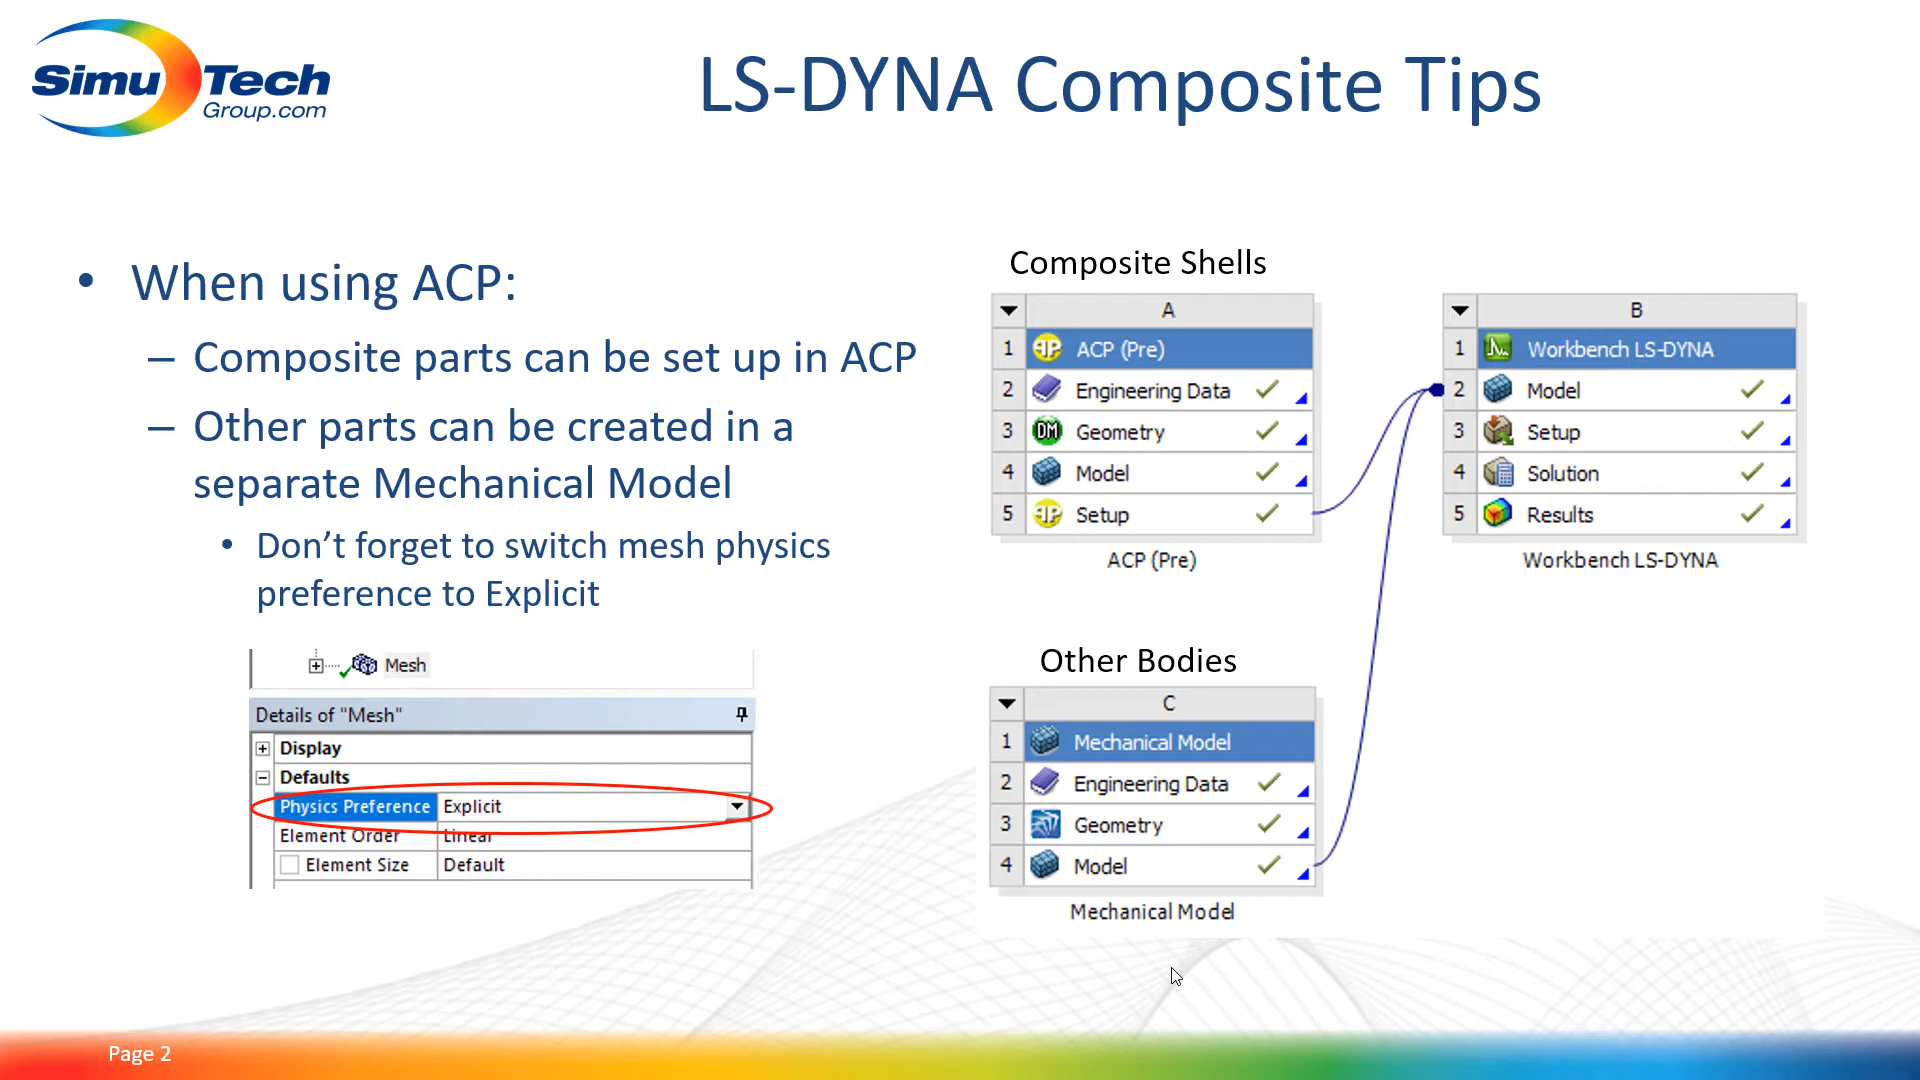 Simu Tech
Group.com
LS-DYNA Composite Tips
• When using ACP:
– Composite parts can be set up in ACP
– Other parts can be created in a
separate Mechanical Model
• Don’t forget to switch mesh physics
preference to Explicit
Mesh
Details of "Mesh"
Display
Defaults
Physics Preference Explicit
Element Order Linear
Element Size Default
Composite Shells
A
1 ACP (Pre)
2 Engineering Data
3 Geometry
4 Model
5 Setup
ACP (Pre)
B
1 Workbench LS-DYNA
2 Model
3 Setup
4 Solution
5 Results
Workbench LS-DYNA
Other Bodies
C
1 Mechanical Model
2 Engineering Data
3 Geometry
4 Model
Mechanical Model
Page 2